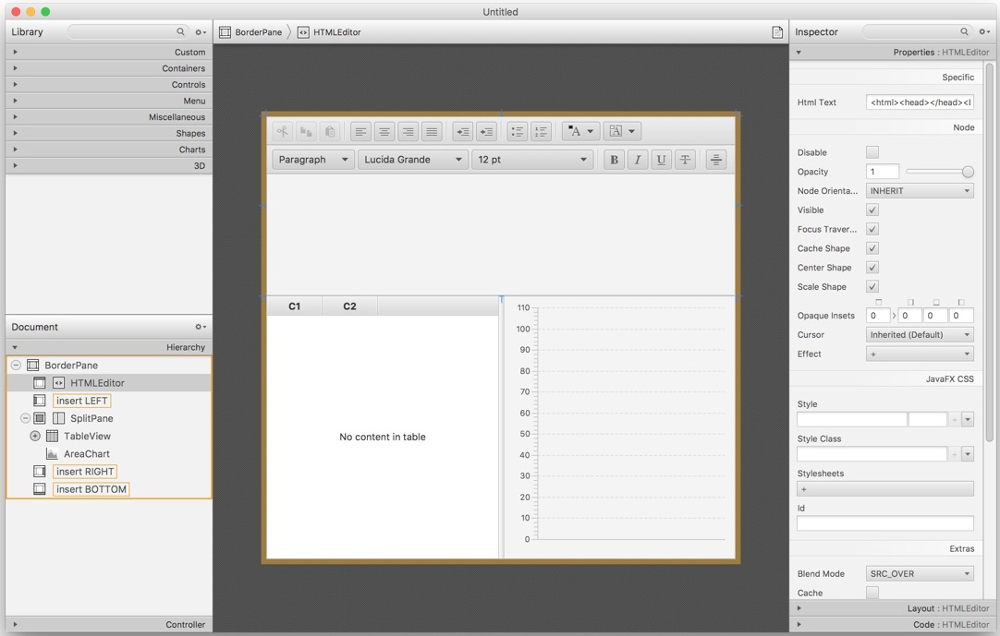 Untitled
Library
BorderPane
HTMLEditor
Inspector
Custom
Containers
Controls
Menu
Miscellaneous
Shapes
Charts
3D
Document
Hierarchy
BorderPane
HTMLEditor
insert LEFT
SplitPane
TableView
AreaChart
insert RIGHT
insert BOTTOM
Controller
Paragraph
Lucida Grande
12 pt
B I U T
C1 C2
No content in table
110
100
90
80
70
60
50
40
30
20
10
0
Properties : HTMLEditor
Specific
Html Text <html><head></head><l
Node
Disable
Opacity 1
Node Orienta... INHERIT
Visible
Focus Traver...
Cache Shape
Center Shape
Scale Shape
Opaque Insets 0 0 0 0
Cursor Inherited (Default)
Effect +
JavaFX CSS
Style
+
Style Class
+
Stylesheets
+
Id
Extras
Blend Mode SRC_OVER
Cache
Layout : HTMLEditor
Code : HTMLEditor